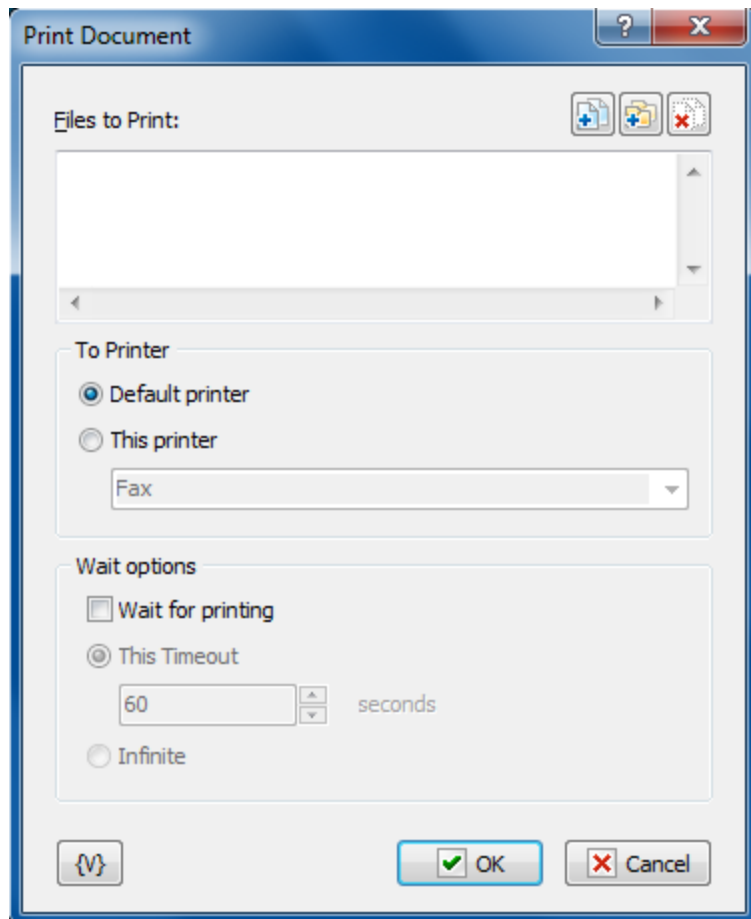 Print Document
?
Files to Print:
To Printer
Default printer
This printer
Fax
Wait options
Wait for printing
This Timeout
60 seconds
Infinite
{V} OK Cancel